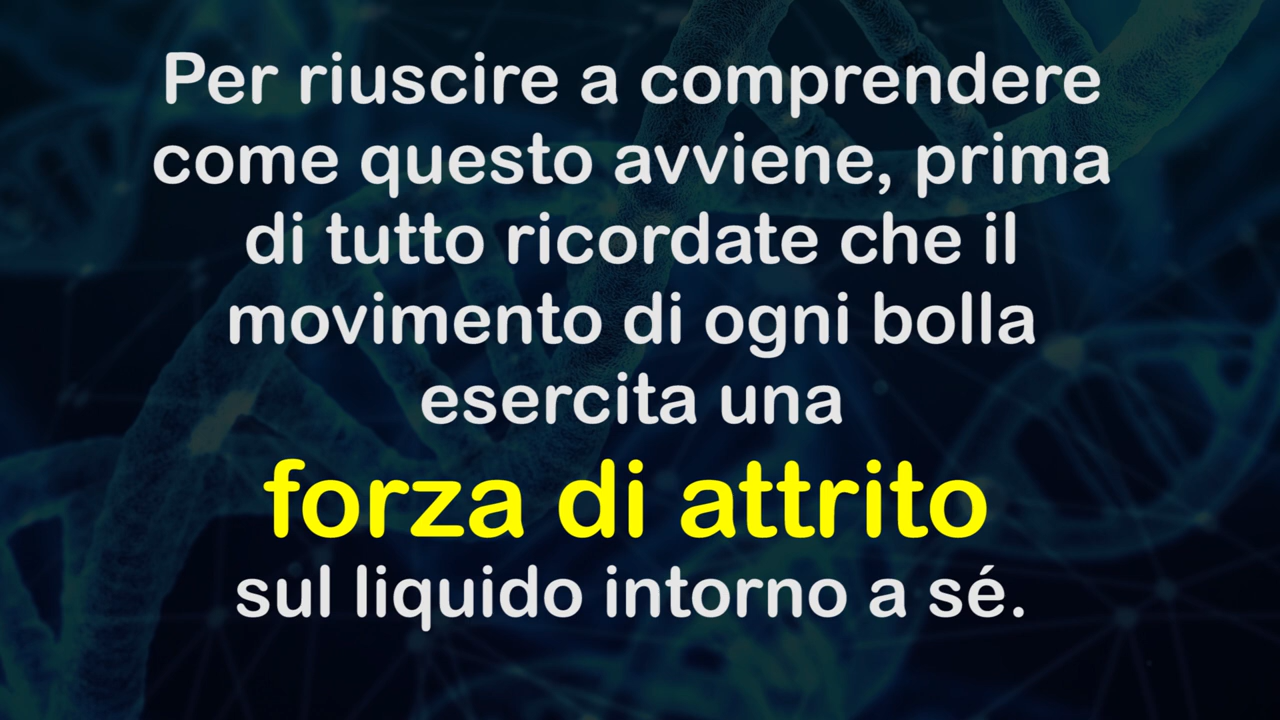 Per riuscire a comprendere
come questo avviene, prima
di tutto ricordate che il
movimento di ogni bolla
esercita una
forza di attrito
sul liquido intorno a sé.